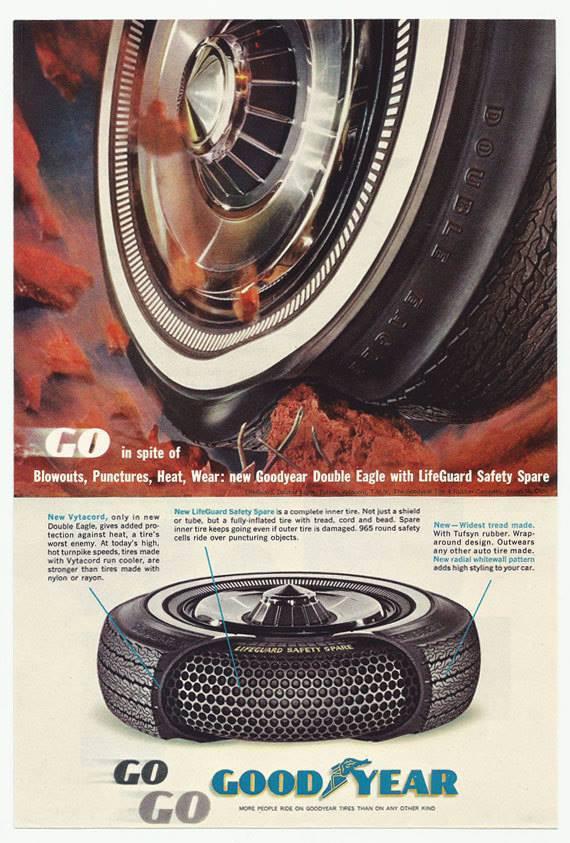 DOUBLE EAGLE
GO in spite of
Blowouts, Punctures, Heat, Wear: new Goodyear Double Eagle with LifeGuard Safety Spare
New Vytacord, only in new
Double Eagle, gives added pro-
tection against heat, a tire's
worst enemy. At today's high,
hot turnpike speeds, tires made
with Vytacord run cooler, are
stronger than tires made with
nylon or rayon.
New LifeGuard Safety Spare is a complete inner tire. Not just a shield
or tube, but a fully-inflated tire with tread, cord and bead. Spare
inner tire keeps going even if outer tire is damaged. 965 round safety
cells ride over puncturing objects.
New—Widest tread made.
With Tufsyn rubber. Wrap-
around design. Outwears
any other auto tire made.
New radial whitewall pattern
adds high styling to your car.
LIFEGUARD SAFETY SPARE
GO
GO
GOODYEAR
MORE PEOPLE RIDE ON GOODYEAR TIRES THAN ON ANY OTHER KIND